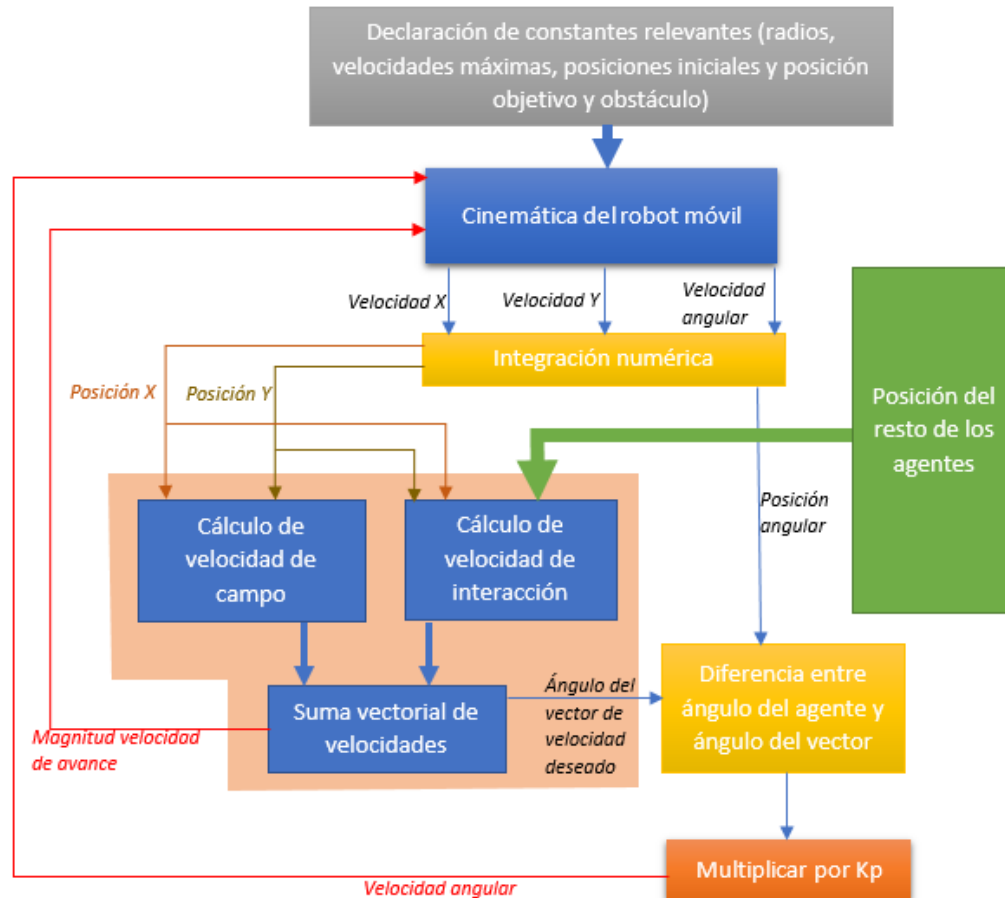 Declaración de constantes relevantes (radios,
velocidades máximas, posiciones iniciales y posición
objetivo y obstáculo)
Cinemática del robot móvil
Velocidad X
Velocidad Y
Velocidad
angular
Integración numérica
Posición X
Posición Y
Posición del
resto de los
agentes
Posición
angular
Cálculo de
velocidad de
campo
Cálculo de
velocidad de
interacción
Suma vectorial de
velocidades
Ángulo del
vector de
velocidad
deseado
Diferencia entre
ángulo del agente y
ángulo del vector
Magnitud velocidad
de avance
Multiplicar por Kp
Velocidad angular